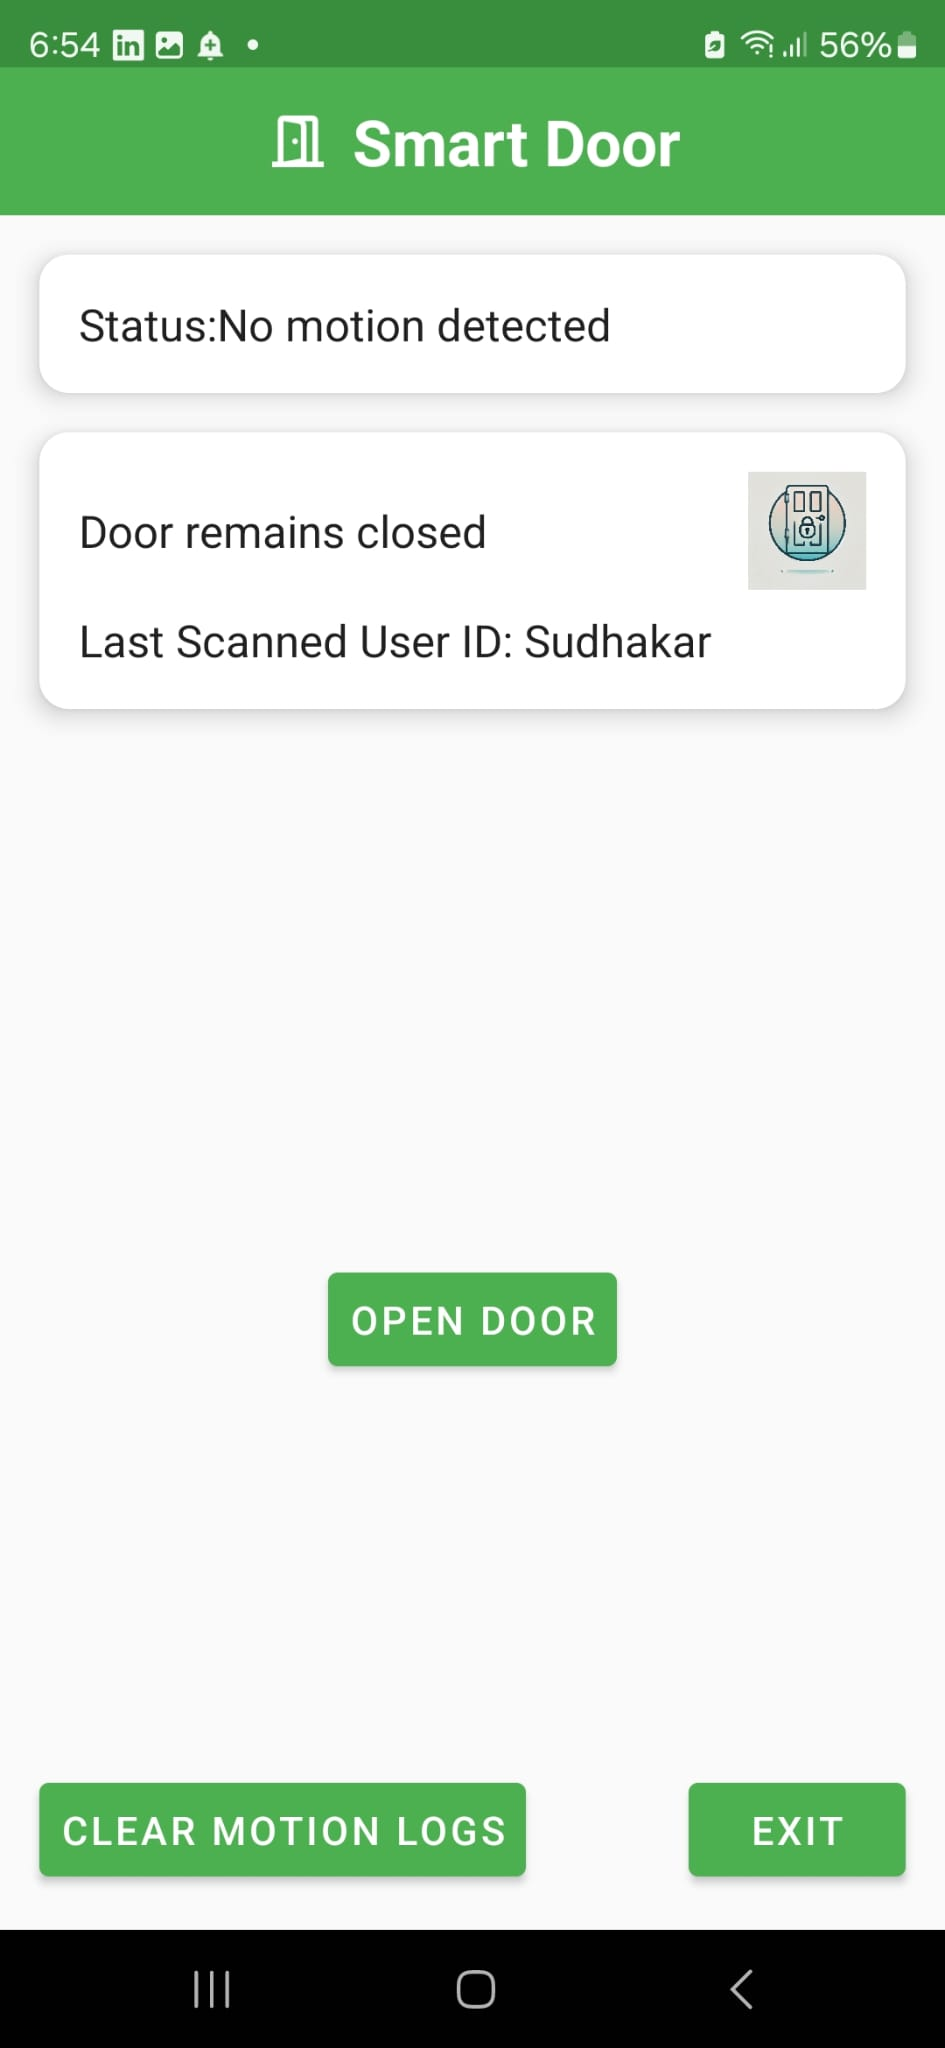 6:54 in 56%
Smart Door
Status:No motion detected
Door remains closed
Last Scanned User ID: Sudhakar
OPEN DOOR
CLEAR MOTION LOGS
EXIT